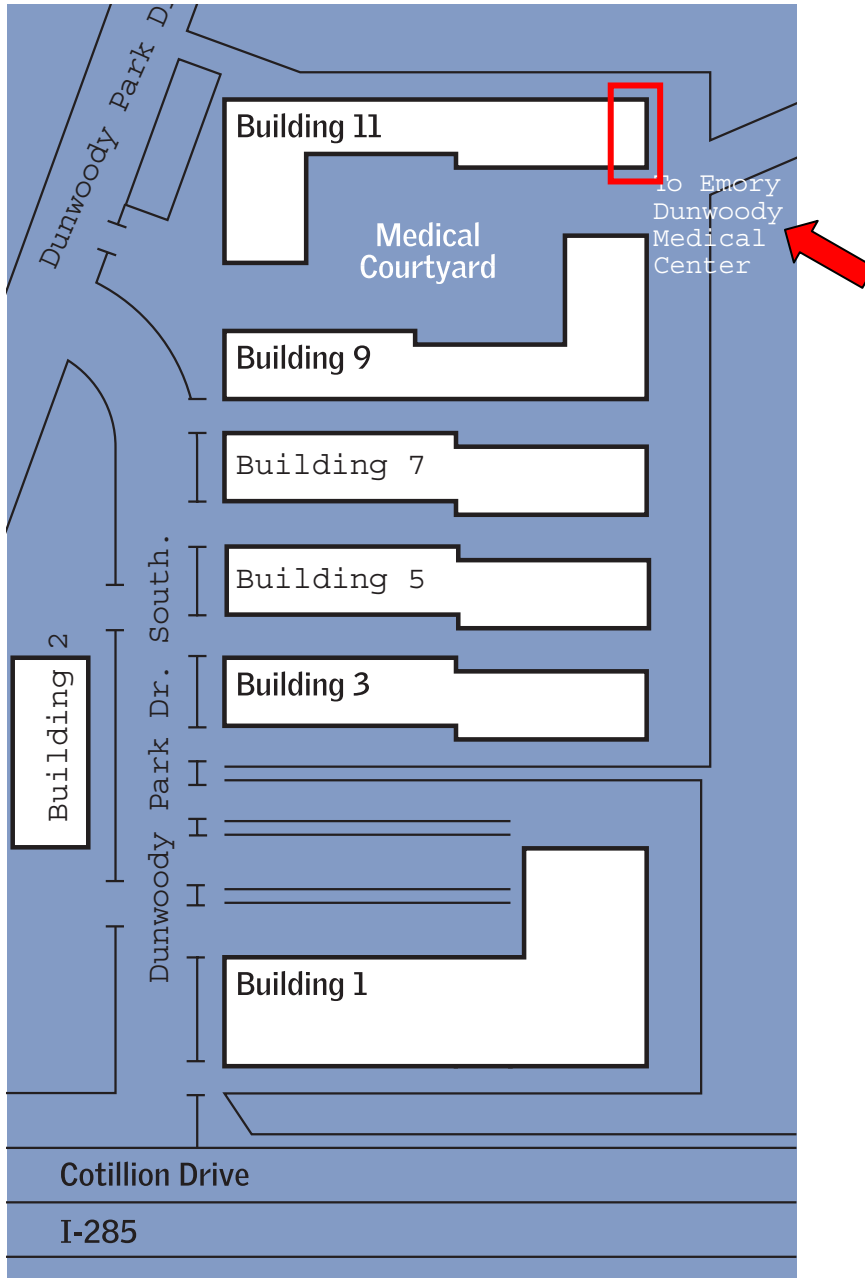 Dunwoody Park D
Building 11
To Emory
Dunwoody
Medical
Center
Medical
Courtyard
Building 9
Building 7
Building 5
Building 3
Building 2
Dunwoody Park Dr. South.
Building 1
Cotillion Drive
I-285